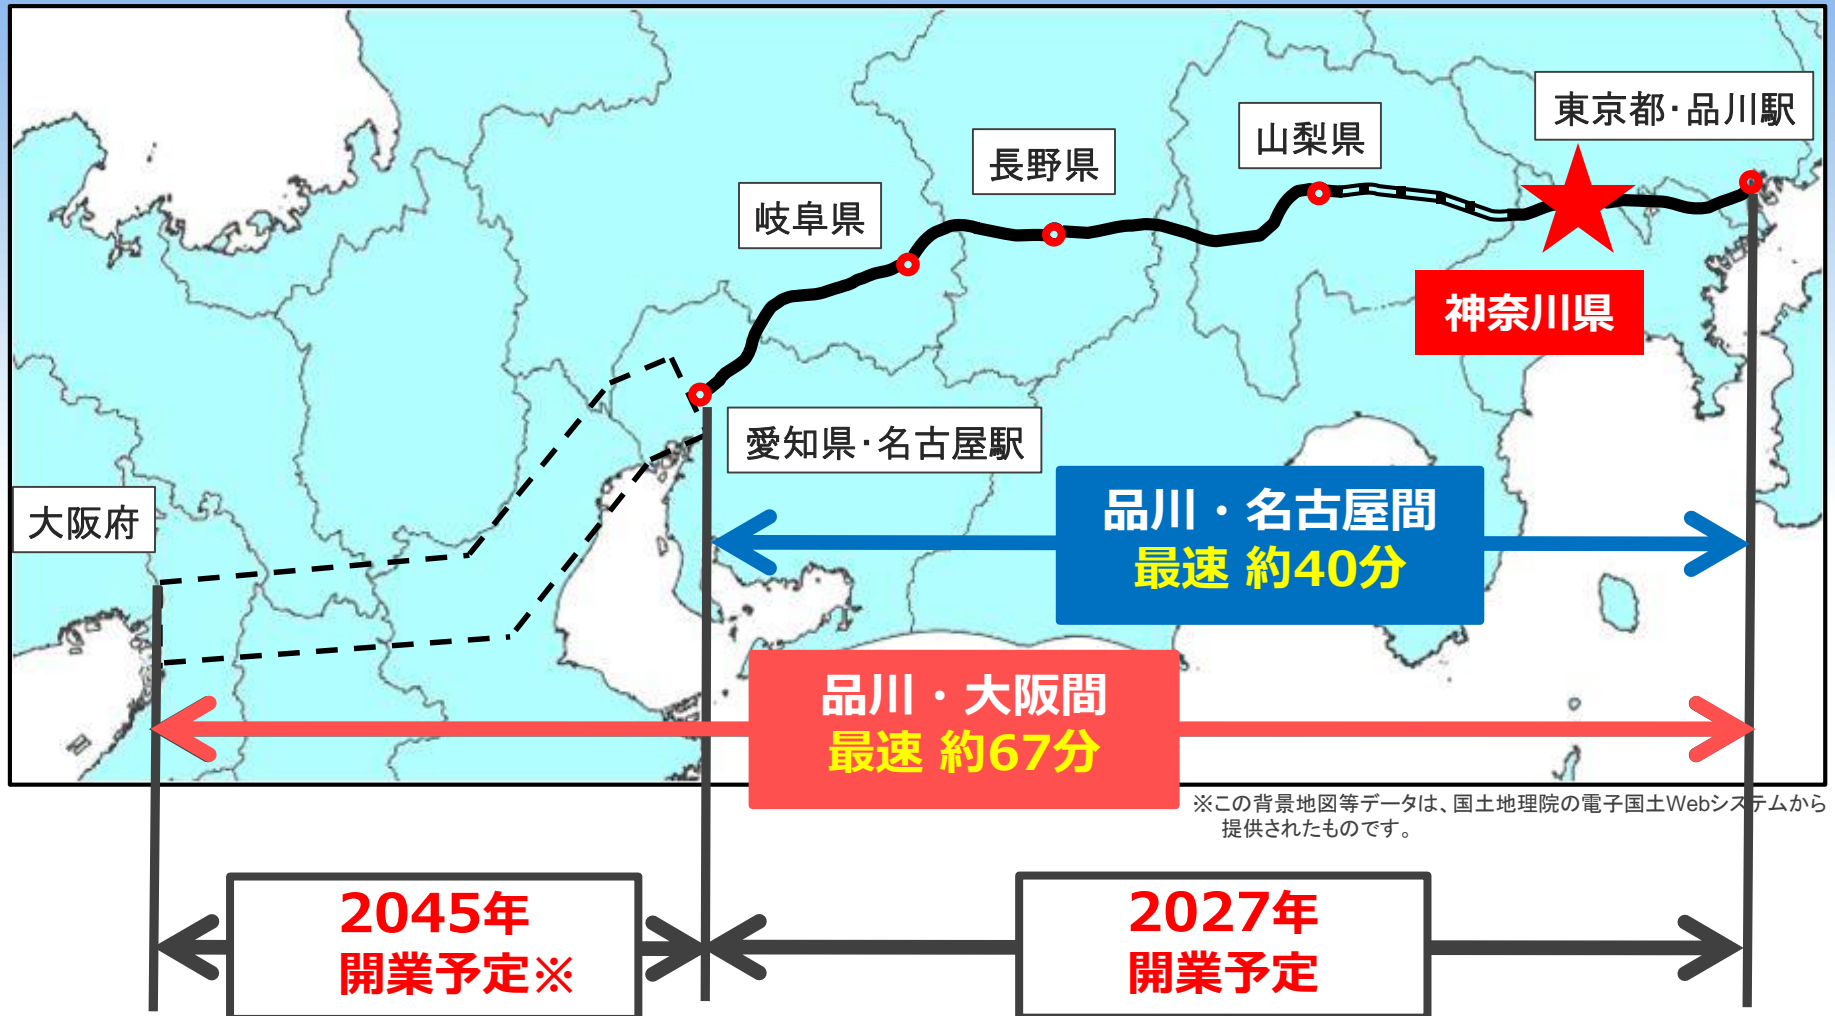 東京都・品川駅
山梨県
長野県
岐阜県
神奈川県
愛知県・名古屋駅
大阪府
品川・名古屋間
最速 約40分
品川・大阪間
最速 約67分
※この背景地図等データは、国土地理院の電子国土Webシステムから
提供されたものです。
2045年
開業予定※
2027年
開業予定